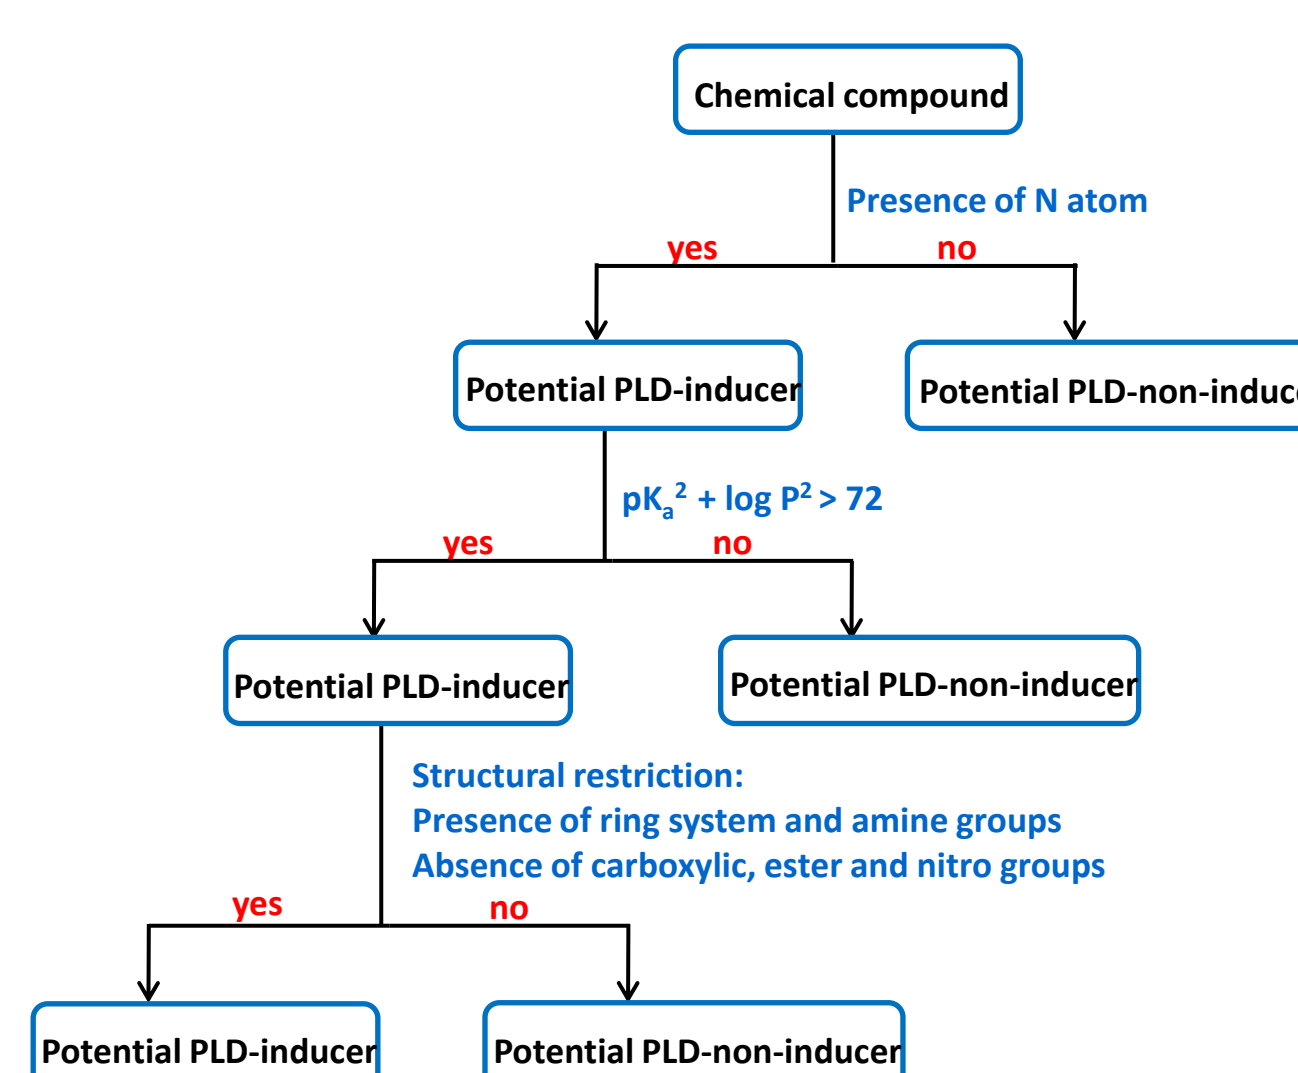 Chemical compound
Presence of N atom
yes
no
Potential PLD-inducer
Potential PLD-non-induce
pKₐ² + log P² > 72
yes
no
Potential PLD-inducer
Potential PLD-non-inducer
Structural restriction:
Presence of ring system and amine groups
Absence of carboxylic, ester and nitro groups
yes
no
Potential PLD-inducer
Potential PLD-non-inducer